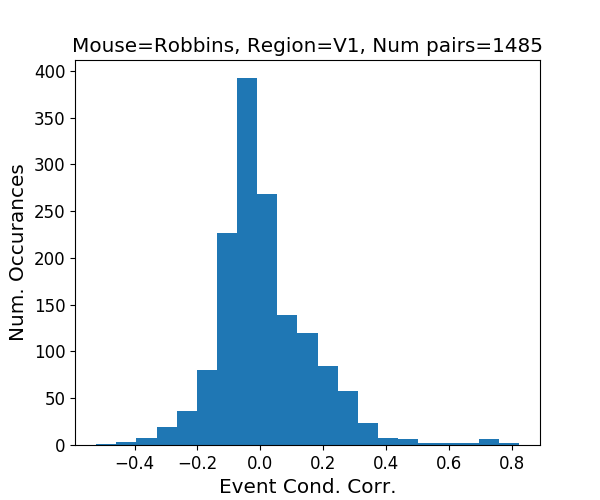 Mouse=Robbins, Region=V1, Num pairs=1485
400
350
300
250
200
150
100
50
0
Num. Occurances
−0.4 −0.2 0.0 0.2 0.4 0.6 0.8
Event Cond. Corr.